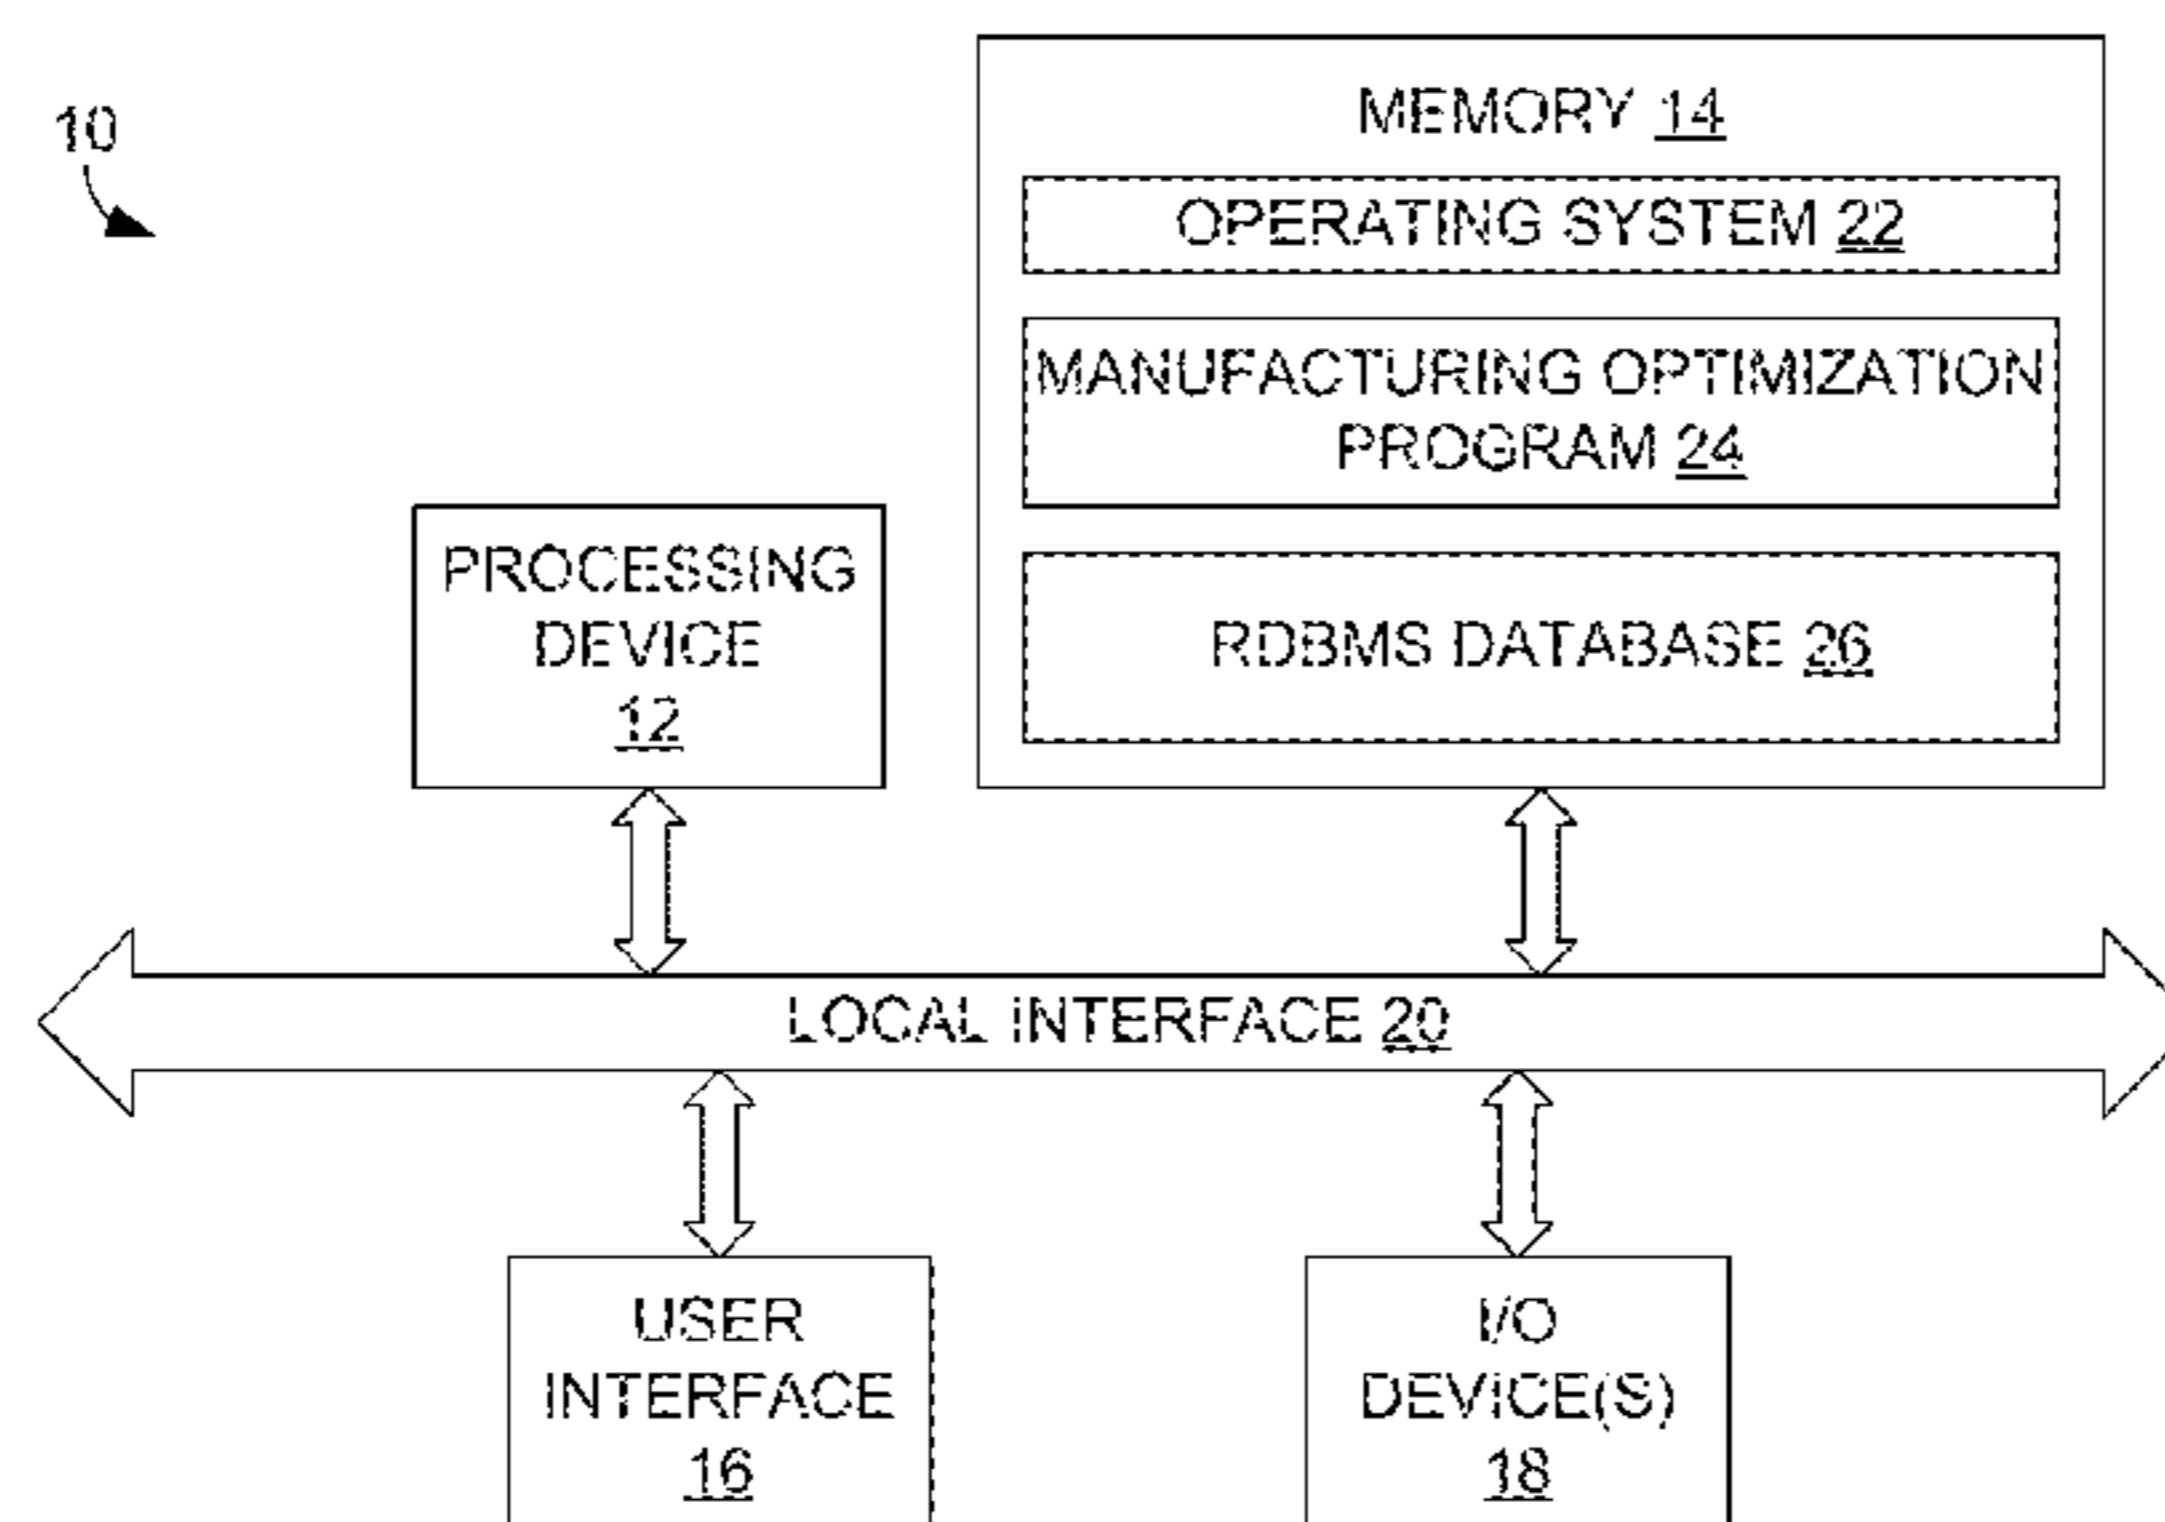 10
MEMORY 14
OPERATING SYSTEM 22
MANUFACTURING OPTIMIZATION
PROGRAM 24
RDBMS DATABASE 26
PROCESSING
DEVICE
12
LOCAL INTERFACE 20
USER
INTERFACE
16
I/O
DEVICE(S)
18